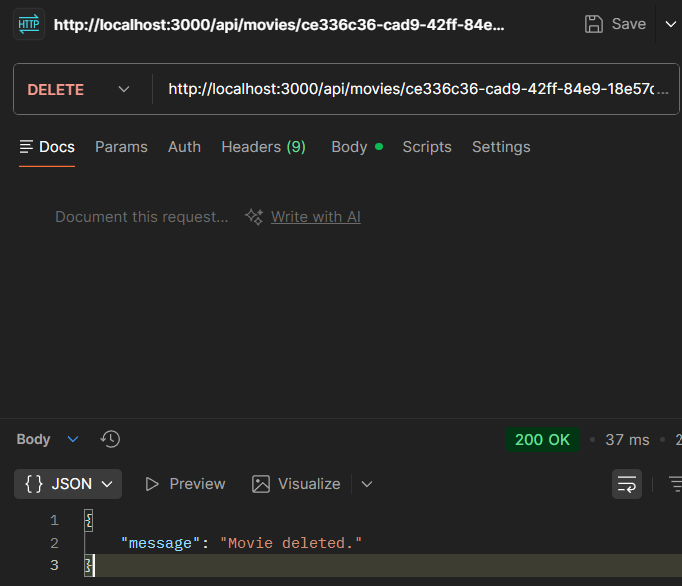 HTTP http://localhost:3000/api/movies/ce336c36-cad9-42ff-84e... Save
DELETE http://localhost:3000/api/movies/ce336c36-cad9-42ff-84e9-18e57c...
Docs Params Auth Headers (9) Body Scripts Settings
Document this request... Write with AI
Body 200 OK • 37 ms • 2
{} JSON Preview Visualize
1 {
2 "message": "Movie deleted."
3 }